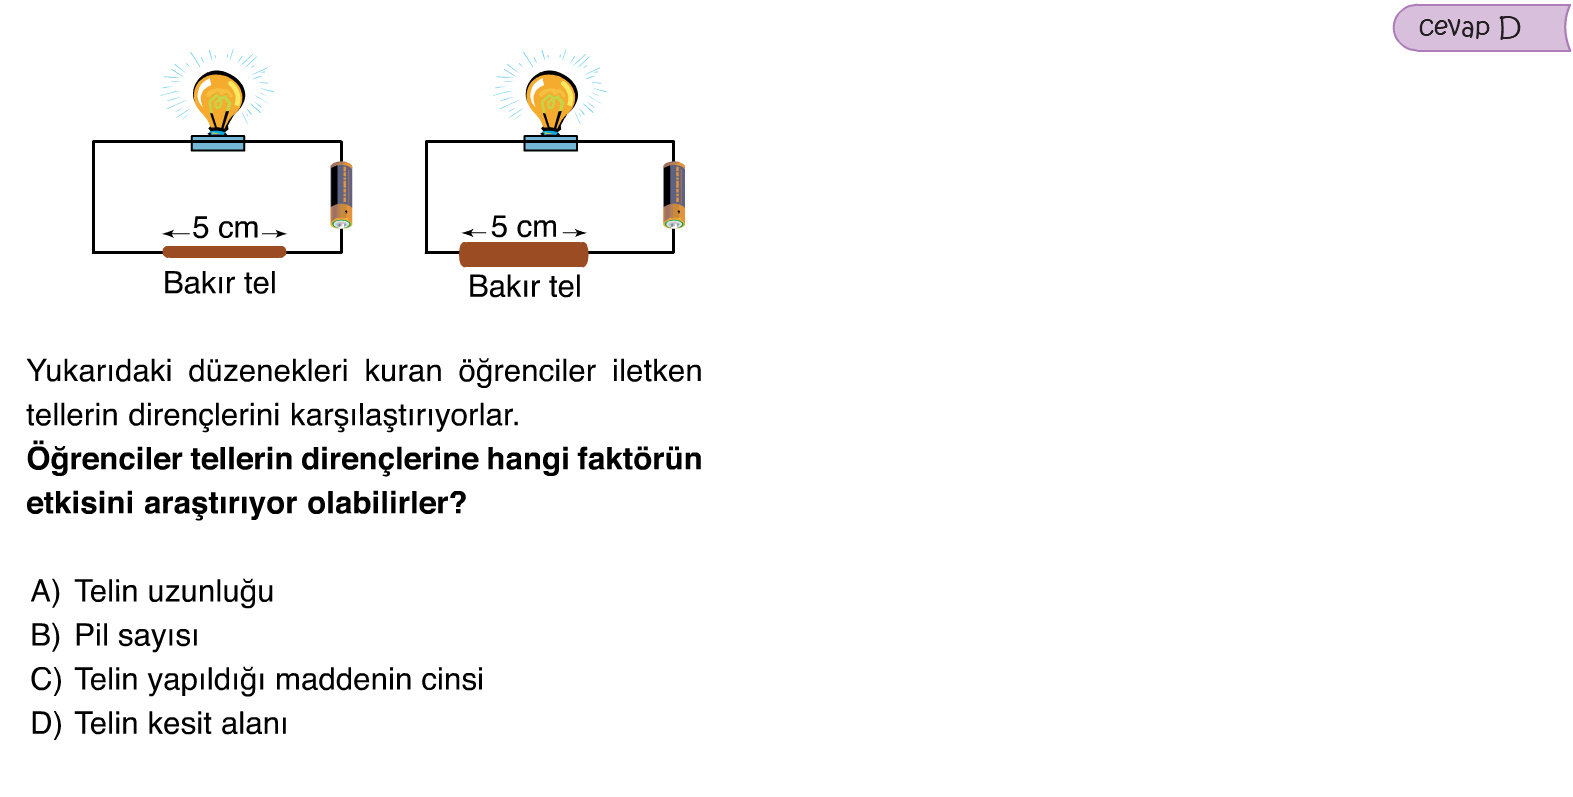 cevap D
5 cm
5 cm
Bakır tel
Bakır tel
Yukarıdaki düzenekleri kuran öğrenciler iletken
tellerin dirençlerini karşılaştırıyorlar.
Öğrenciler tellerin dirençlerine hangi faktörün
etkisini araştırıyor olabilirler?
A) Telin uzunluğu
B) Pil sayısı
C) Telin yapıldığı maddenin cinsi
D) Telin kesit alanı